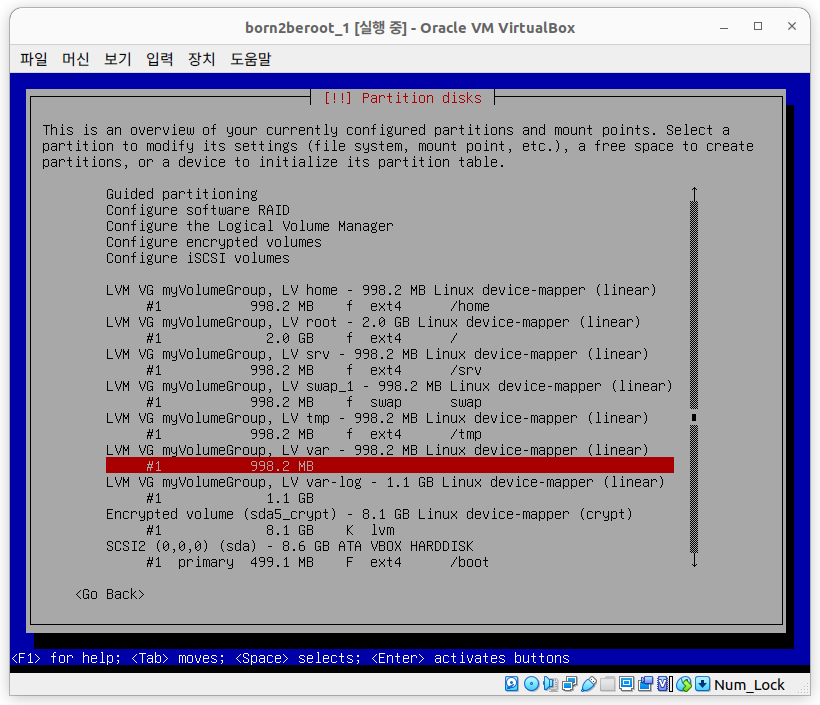 born2beroot_1 [실행 중] - Oracle VM VirtualBox
파일 머신 보기 입력 장치 도움말
[!!] Partition disks
This is an overview of your currently configured partitions and mount points. Select a
partition to modify its settings (file system, mount point, etc.), a free space to create
partitions, or a device to initialize its partition table.
Guided partitioning
Configure software RAID
Configure the Logical Volume Manager
Configure encrypted volumes
Configure iSCSI volumes
LVM VG myVolumeGroup, LV home - 998.2 MB Linux device-mapper (linear)
#1 998.2 MB f ext4 /home
LVM VG myVolumeGroup, LV root - 2.0 GB Linux device-mapper (linear)
#1 2.0 GB f ext4 /
LVM VG myVolumeGroup, LV srv - 998.2 MB Linux device-mapper (linear)
#1 998.2 MB f ext4 /srv
LVM VG myVolumeGroup, LV swap_1 - 998.2 MB Linux device-mapper (linear)
#1 998.2 MB f swap swap
LVM VG myVolumeGroup, LV tmp - 998.2 MB Linux device-mapper (linear)
#1 998.2 MB f ext4 /tmp
LVM VG myVolumeGroup, LV var - 998.2 MB Linux device-mapper (linear)
#1 998.2 MB
LVM VG myVolumeGroup, LV var-log - 1.1 GB Linux device-mapper (linear)
#1 1.1 GB
Encrypted volume (sda5_crypt) - 8.1 GB Linux device-mapper (crypt)
#1 8.1 GB K lvm
SCSI2 (0,0,0) (sda) - 8.6 GB ATA VBOX HARDDISK
#1 primary 499.1 MB F ext4 /boot
<Go Back>
<F1> for help; <Tab> moves; <Space> selects; <Enter> activates buttons
Num_Lock